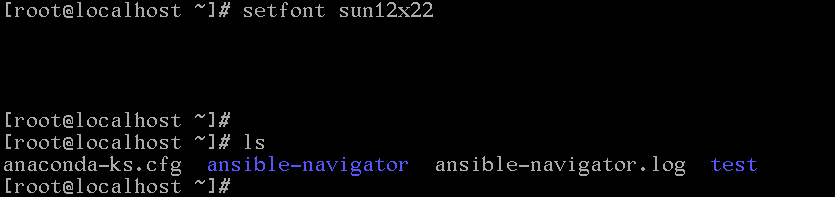 [root@localhost ~]# setfont sun12x22
[root@localhost ~]#
[root@localhost ~]# ls
anaconda-ks.cfg  ansible-navigator  ansible-navigator.log  test
[root@localhost ~]#